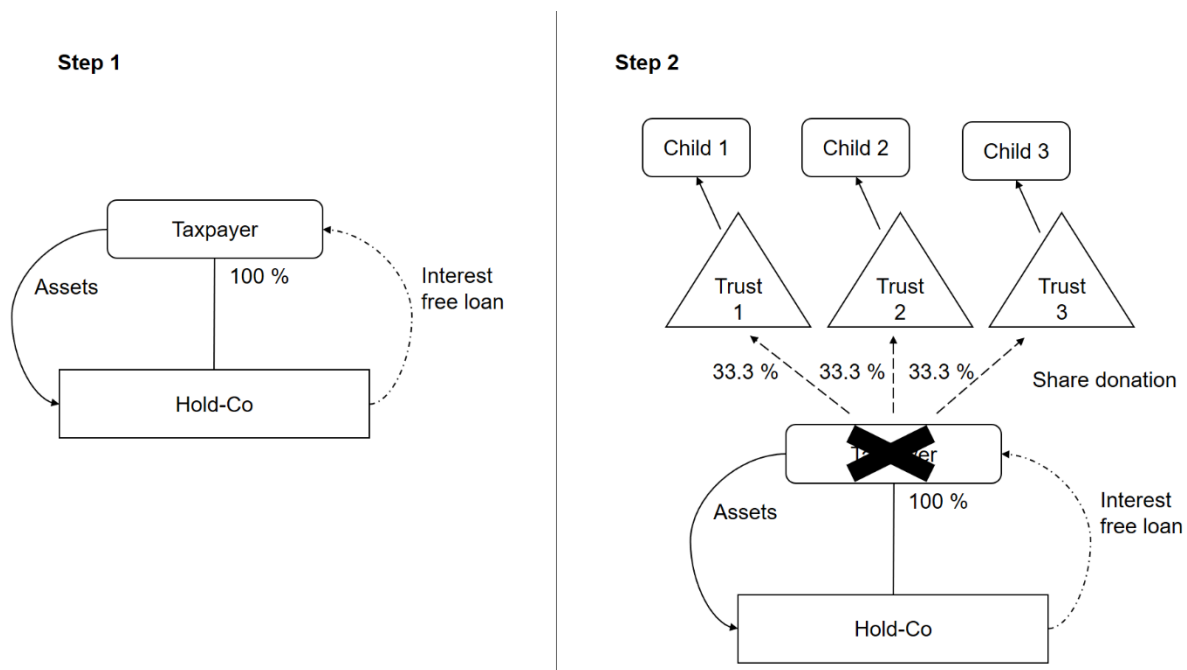 Step 1
Taxpayer
100 %
Assets
Interest
free loan
Hold-Co
Step 2
Child 1
Child 2
Child 3
Trust
1
Trust
2
Trust
3
33.3 %
33.3 %
33.3 %
Share donation
100 %
Assets
Interest
free loan
Hold-Co